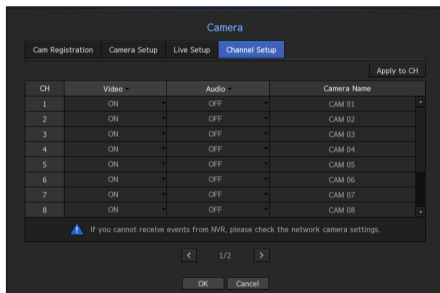 Camera
Cam Registration Camera Setup Live Setup Channel Setup
Apply to CH
CH Video Audio Camera Name
1 ON OFF CAM 01
2 ON OFF CAM 02
3 ON OFF CAM 03
4 ON OFF CAM 04
5 ON OFF CAM 05
6 ON OFF CAM 06
7 ON OFF CAM 07
8 ON OFF CAM 08
If you cannot receive events from NVR, please check the network camera settings.
< 1/2 >
OK Cancel